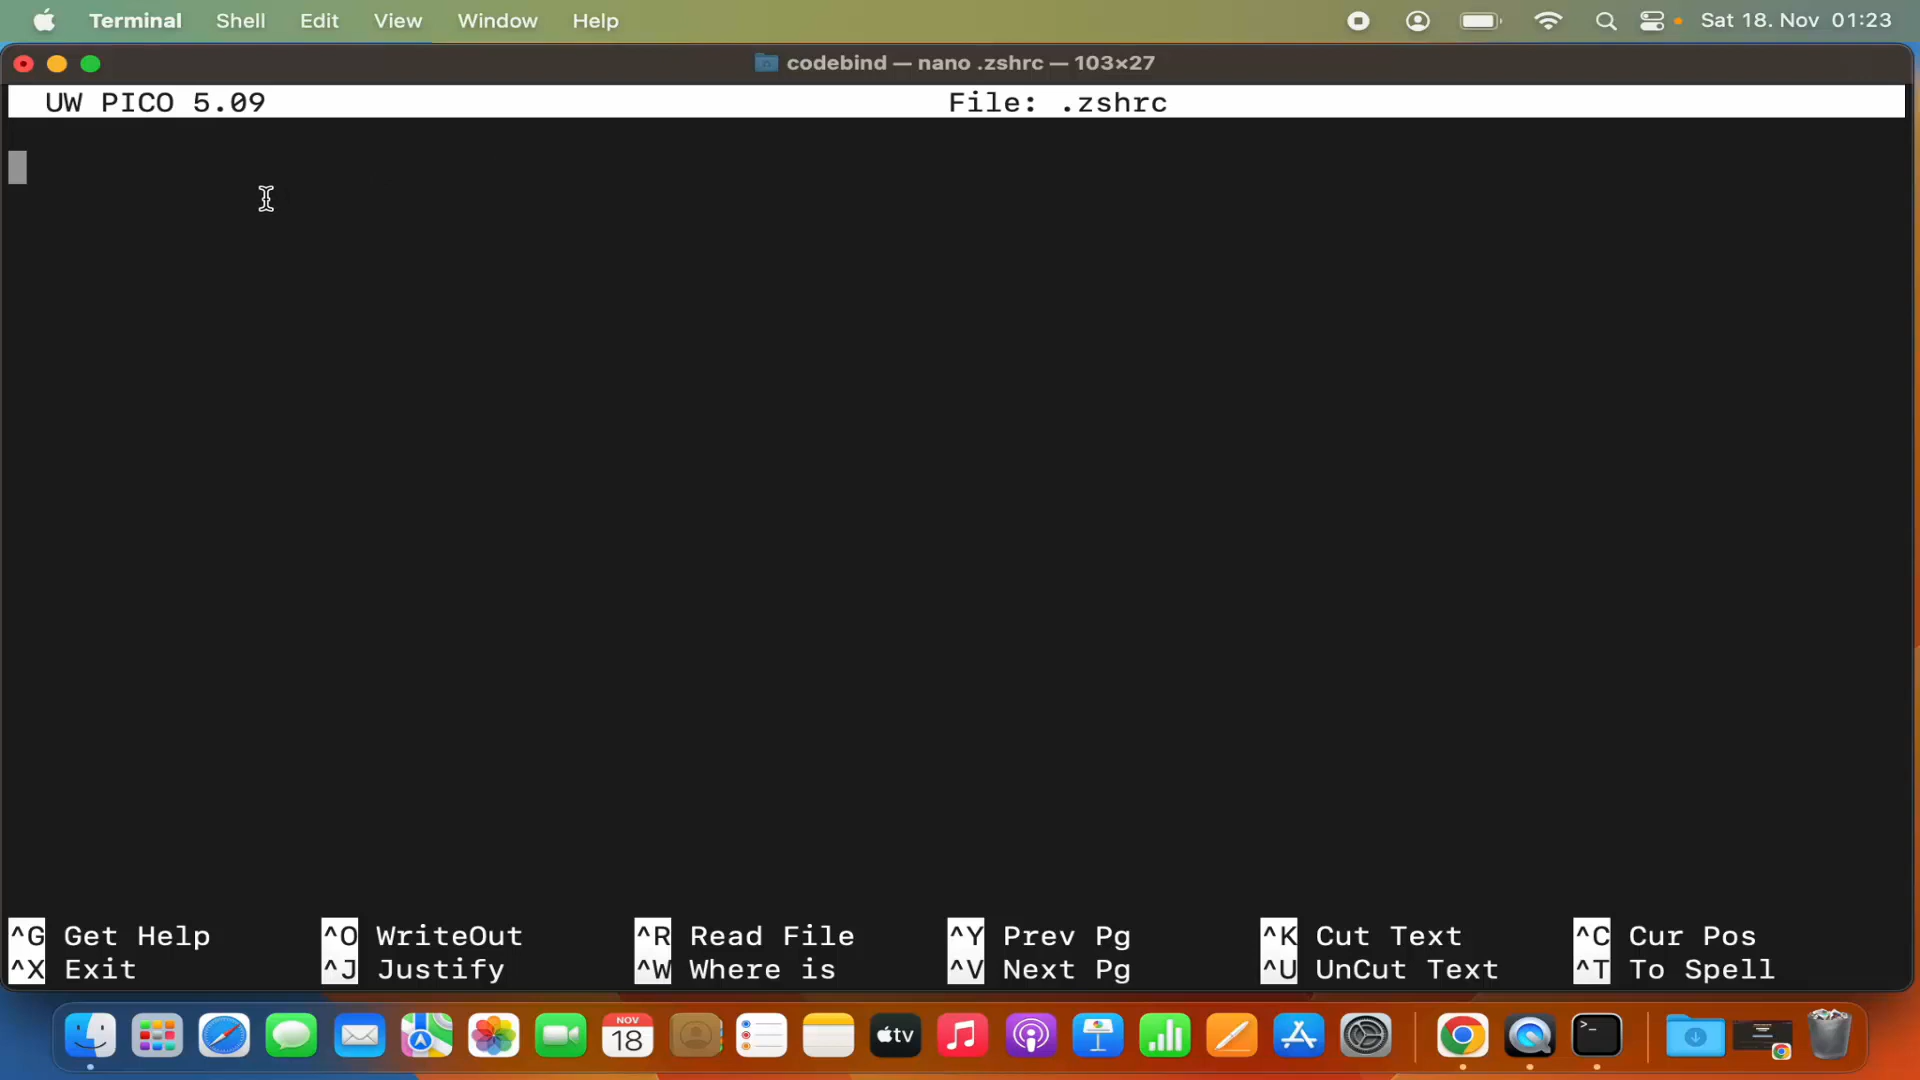 Terminal Shell Edit View Window Help Sat 18. Nov 01:23
codebind — nano .zshrc — 103×27
UW PICO 5.09 File: .zshrc
^G Get Help ^O WriteOut ^R Read File ^Y Prev Pg ^K Cut Text ^C Cur Pos
^X Exit ^J Justify ^W Where is ^V Next Pg ^U UnCut Text ^T To Spell
NOV
18
tv
>_